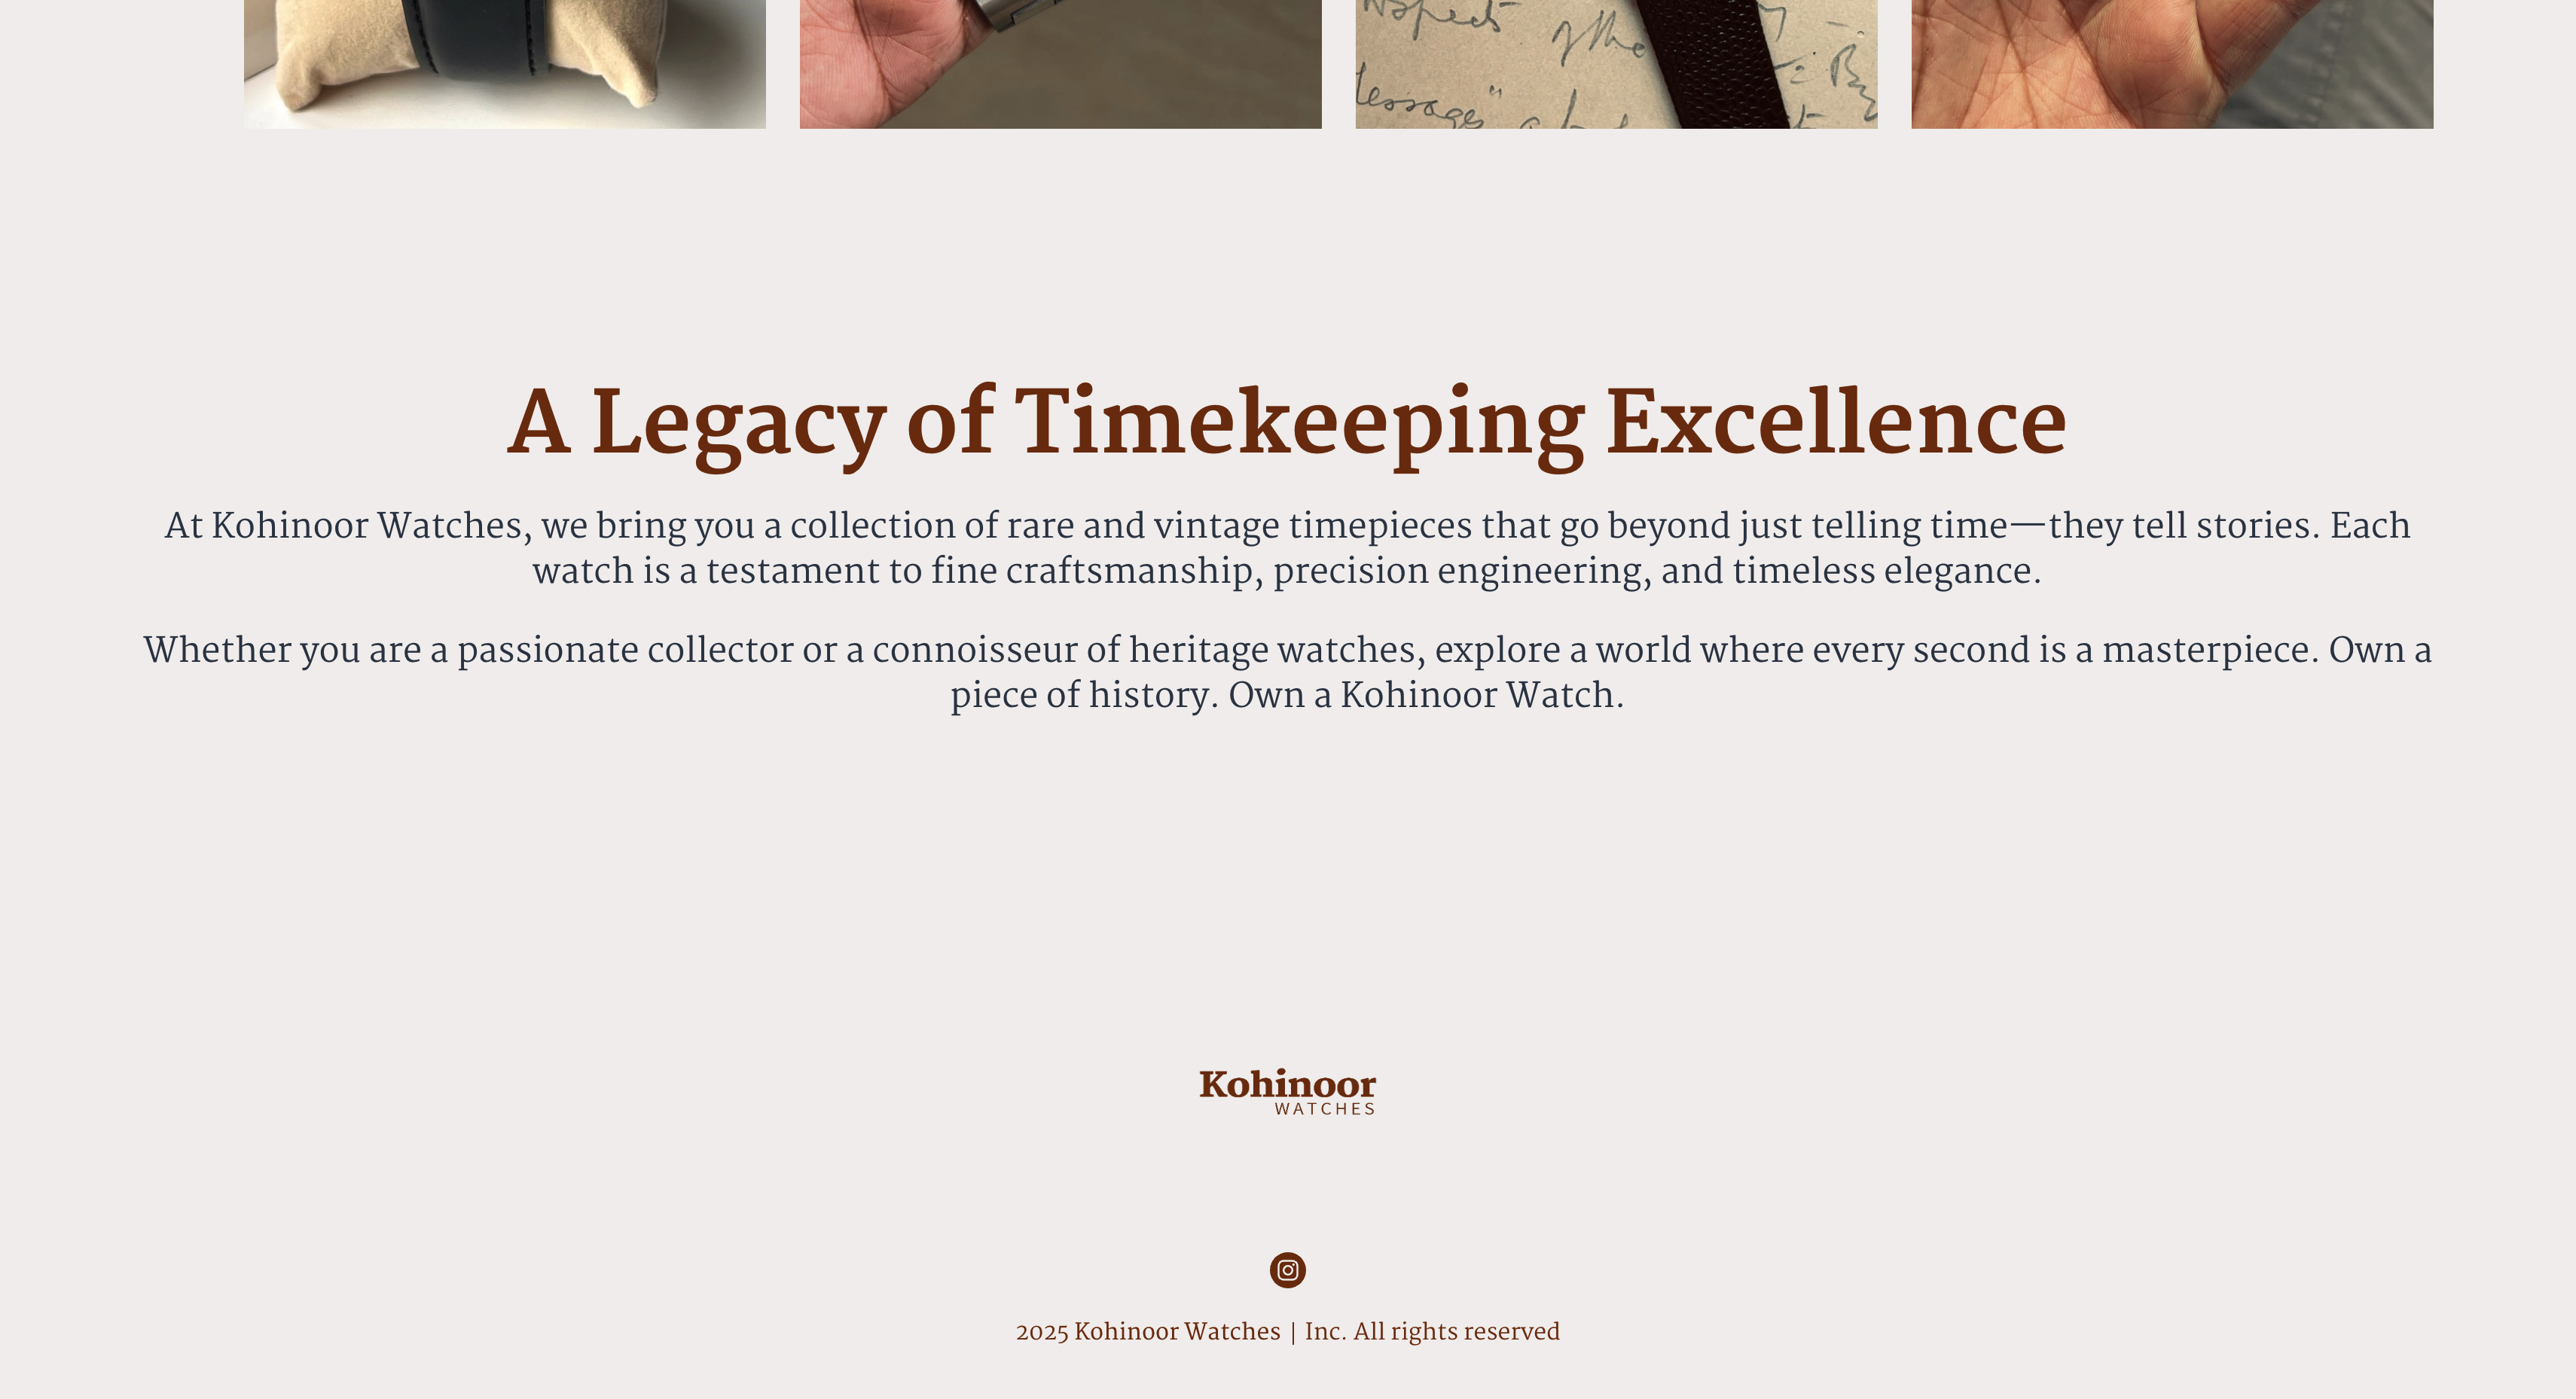 of the
A Legacy of Timekeeping Excellence
At Kohinoor Watches, we bring you a collection of rare and vintage timepieces that go beyond just telling time—they tell stories. Each
watch is a testament to fine craftsmanship, precision engineering, and timeless elegance.
Whether you are a passionate collector or a connoisseur of heritage watches, explore a world where every second is a masterpiece. Own a
piece of history. Own a Kohinoor Watch.
Kohinoor
WATCHES
2025 Kohinoor Watches | Inc. All rights reserved